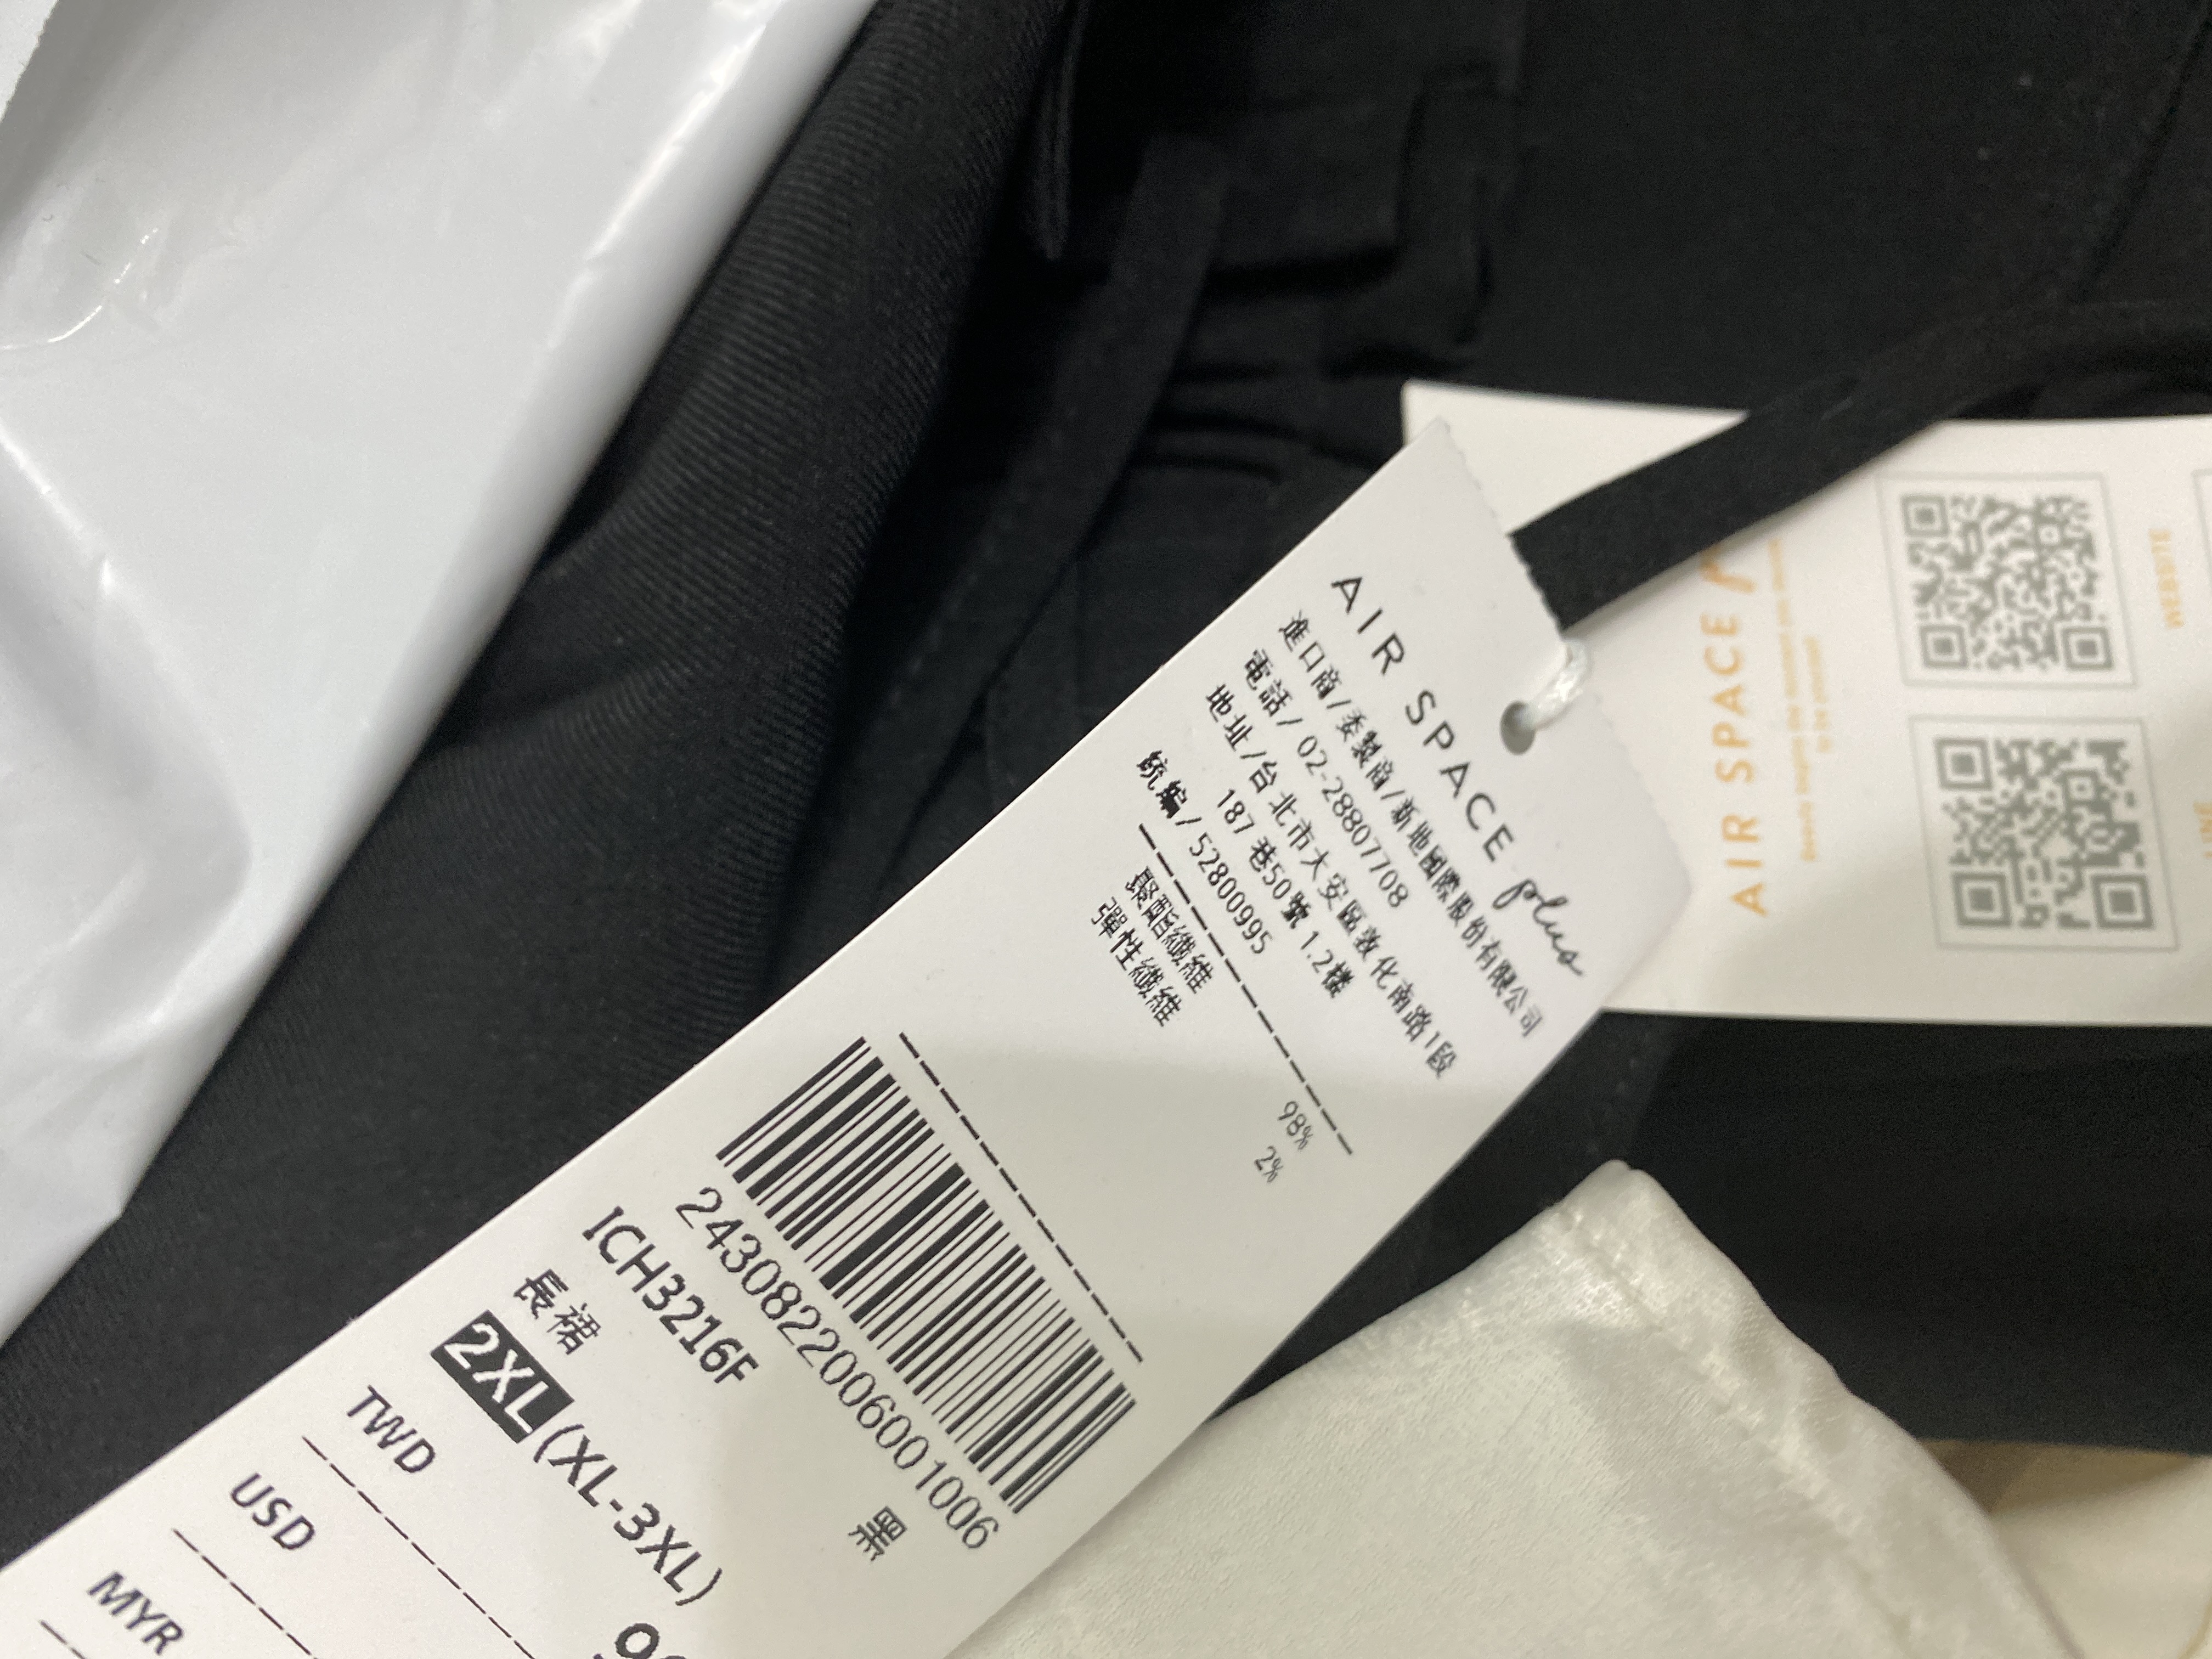 AIR SPACE plus
進口商/委製商/新地國際股份有限公司
電話/ 02-28807708
地址/台北市大安區敦化南路1段
187巷50號 1.2樓
統編/ 52800995
聚酯纖維 98%
彈性纖維 2%
2430822006001006
ICH3216F
長裙 黑
2XL (XL-3XL)
TWD
USD
MYR
AIR SPACE
WEBSITE